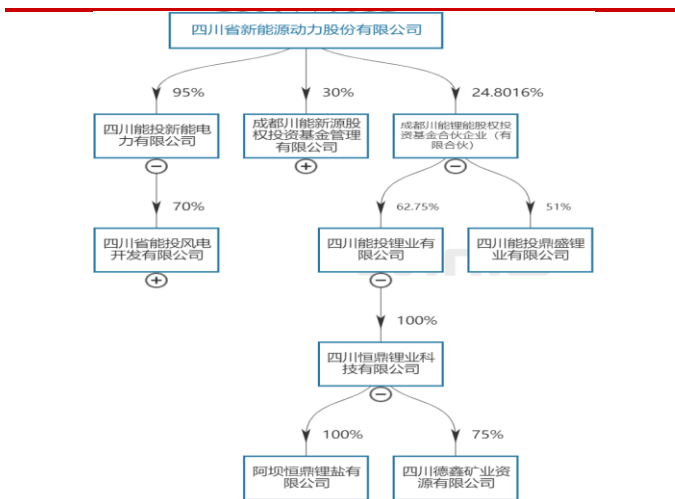 四川省新能源动力股份有限公司
95%
30%
24.8016%
四川能投新能电
力有限公司
成都川能新源股
权投资基金管理
有限公司
成都川能锂能股权投
资基金合伙企业（有
限合伙）
70%
62.75%
51%
四川省能投风电
开发有限公司
四川能投锂业有
限公司
四川能投鼎盛锂
业有限公司
100%
四川恒鼎锂业科
技有限公司
100%
75%
阿坝恒鼎锂盐有
限公司
四川德鑫矿业资
源有限公司